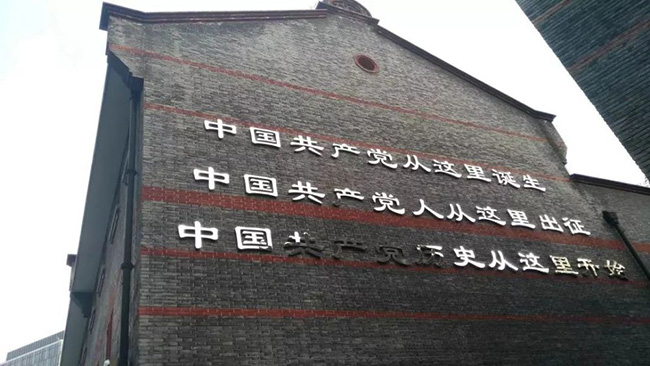 中国共产党从这里诞生
中国共产党人从这里出征
中国共产党历史从这里开始